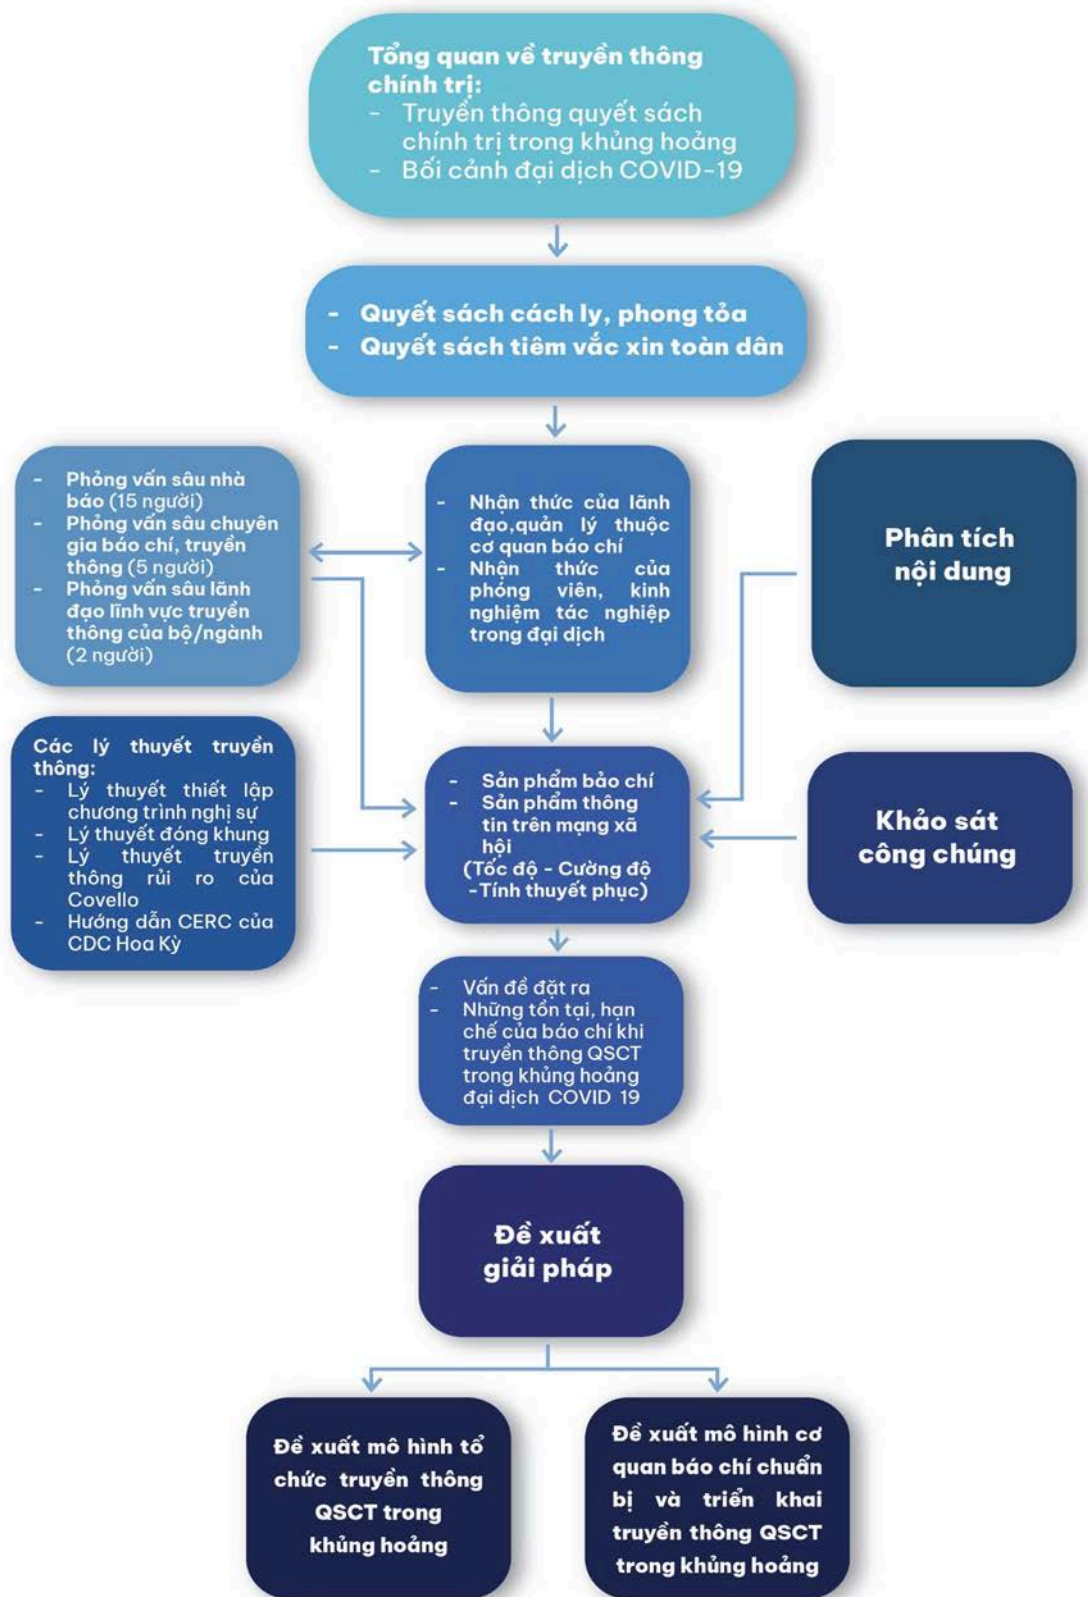 Tổng quan về truyền thông
chính trị:
- Truyền thông quyết sách
chính trị trong khủng hoảng
- Bối cảnh đại dịch COVID-19
- Quyết sách cách ly, phong tỏa
- Quyết sách tiêm vắc xin toàn dân
- Phỏng vấn sâu nhà
báo (15 người)
- Phỏng vấn sâu chuyên
gia báo chí, truyền
thông (5 người)
- Phỏng vấn sâu lãnh
đạo lĩnh vực truyền
thông của bộ/ngành
(2 người)
- Nhận thức của lãnh
đạo,quản lý thuộc
cơ quan báo chí
- Nhận thức của
phóng viên, kinh
nghiệm tác nghiệp
trong đại dịch
Phân tích
nội dung
Các lý thuyết truyền
thông:
- Lý thuyết thiết lập
chương trình nghị sự
- Lý thuyết đóng khung
- Lý thuyết truyền
thông rủi ro của
Covello
- Hướng dẫn CERC của
CDC Hoa Kỳ
- Sản phẩm bảo chí
- Sản phẩm thông
tin trên mạng xã
hội
(Tốc độ - Cường độ
-Tính thuyết phục)
Khảo sát
công chúng
- Vấn đề đặt ra
- Những tồn tại, hạn
chế của báo chí khi
truyền thông QSCT
trong khủng hoảng
đại dịch COVID 19
Đề xuất
giải pháp
Đề xuất mô hình tổ
chức truyền thông
QSCT trong
khủng hoảng
Đề xuất mô hình cơ
quan báo chí chuẩn
bị và triển khai
truyền thông QSCT
trong khủng hoảng